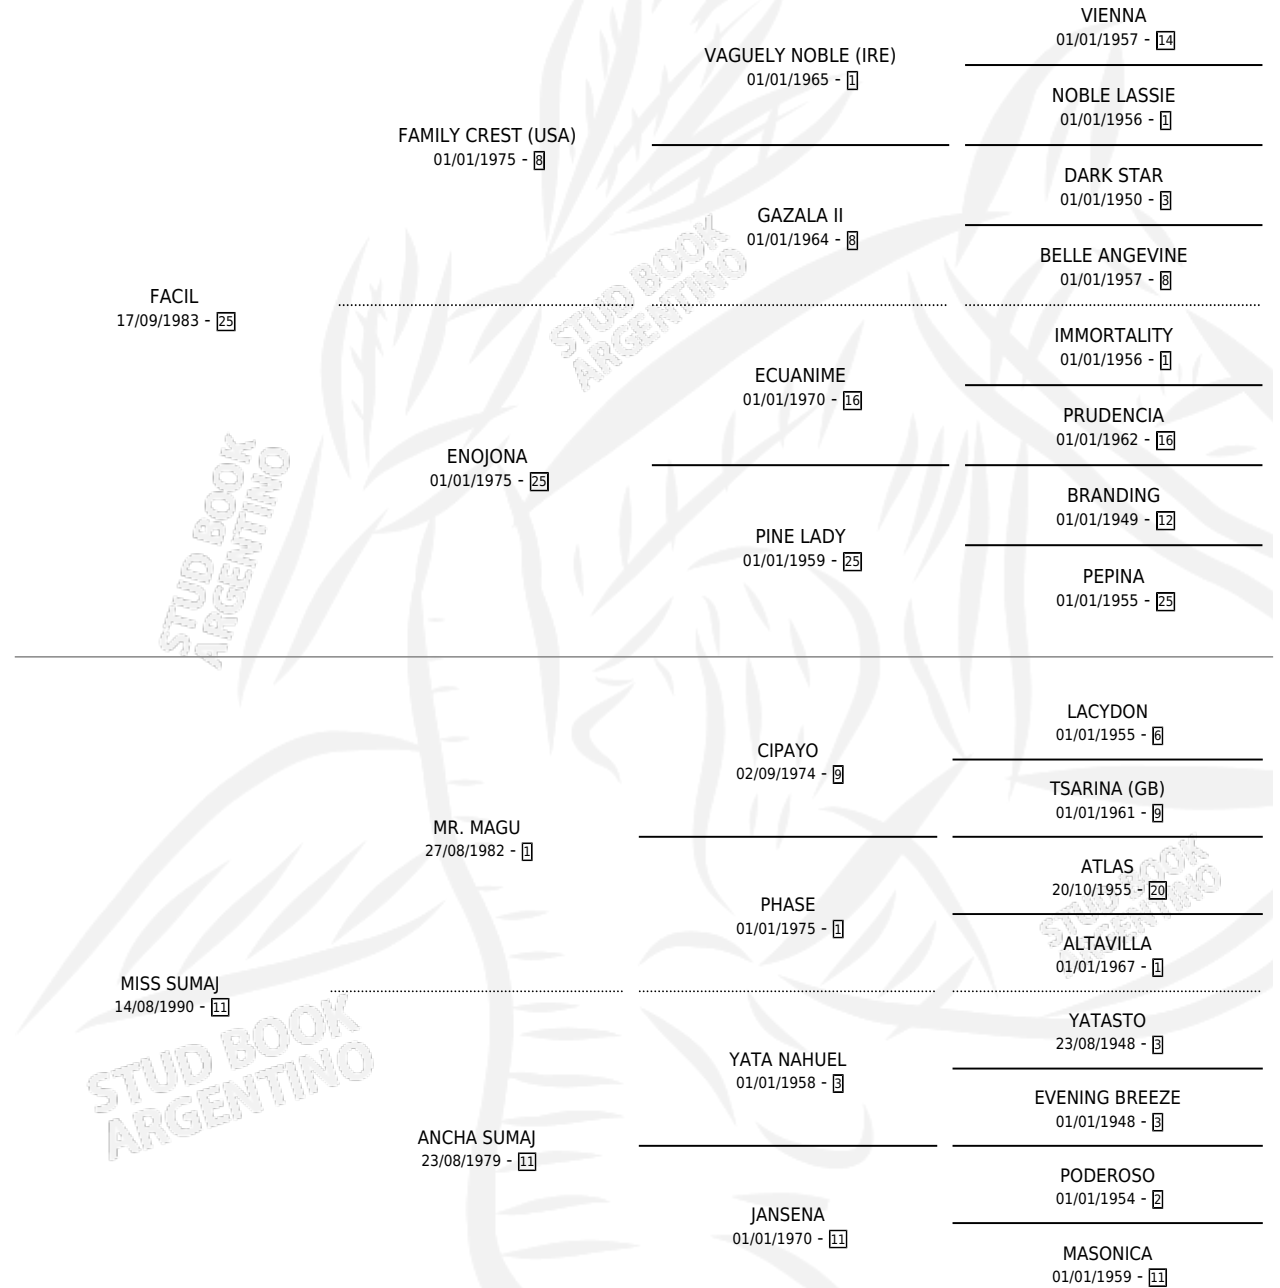 VIENNA
01/01/1957 - 14
VAGUELY NOBLE (IRE)
01/01/1965 - 1
NOBLE LASSIE
01/01/1956 - 1
FAMILY CREST (USA)
01/01/1975 - 8
DARK STAR
01/01/1950 - 3
GAZALA II
01/01/1964 - 8
BELLE ANGEVINE
01/01/1957 - 8
FACIL
17/09/1983 - 25
IMMORTALITY
01/01/1956 - 1
ECUANIME
01/01/1970 - 16
PRUDENCIA
01/01/1962 - 16
ENOJONA
01/01/1975 - 25
BRANDING
01/01/1949 - 12
PINE LADY
01/01/1959 - 25
PEPINA
01/01/1955 - 25
LACYDON
01/01/1955 - 6
CIPAYO
02/09/1974 - 9
TSARINA (GB)
01/01/1961 - 9
MR. MAGU
27/08/1982 - 1
ATLAS
20/10/1955 - 20
PHASE
01/01/1975 - 1
ALTAVILLA
01/01/1967 - 1
MISS SUMAJ
14/08/1990 - 11
YATASTO
23/08/1948 - 3
YATA NAHUEL
01/01/1958 - 3
EVENING BREEZE
01/01/1948 - 3
ANCHA SUMAJ
23/08/1979 - 11
PODEROSO
01/01/1954 - 2
JANSENA
01/01/1970 - 11
MASONICA
01/01/1959 - 11
STUD BOOK
ARGENTINO
STUD BOOK
ARGENTINO
STUD BOOK
ARGENTINO
STUD BOOK
ARGENTINO